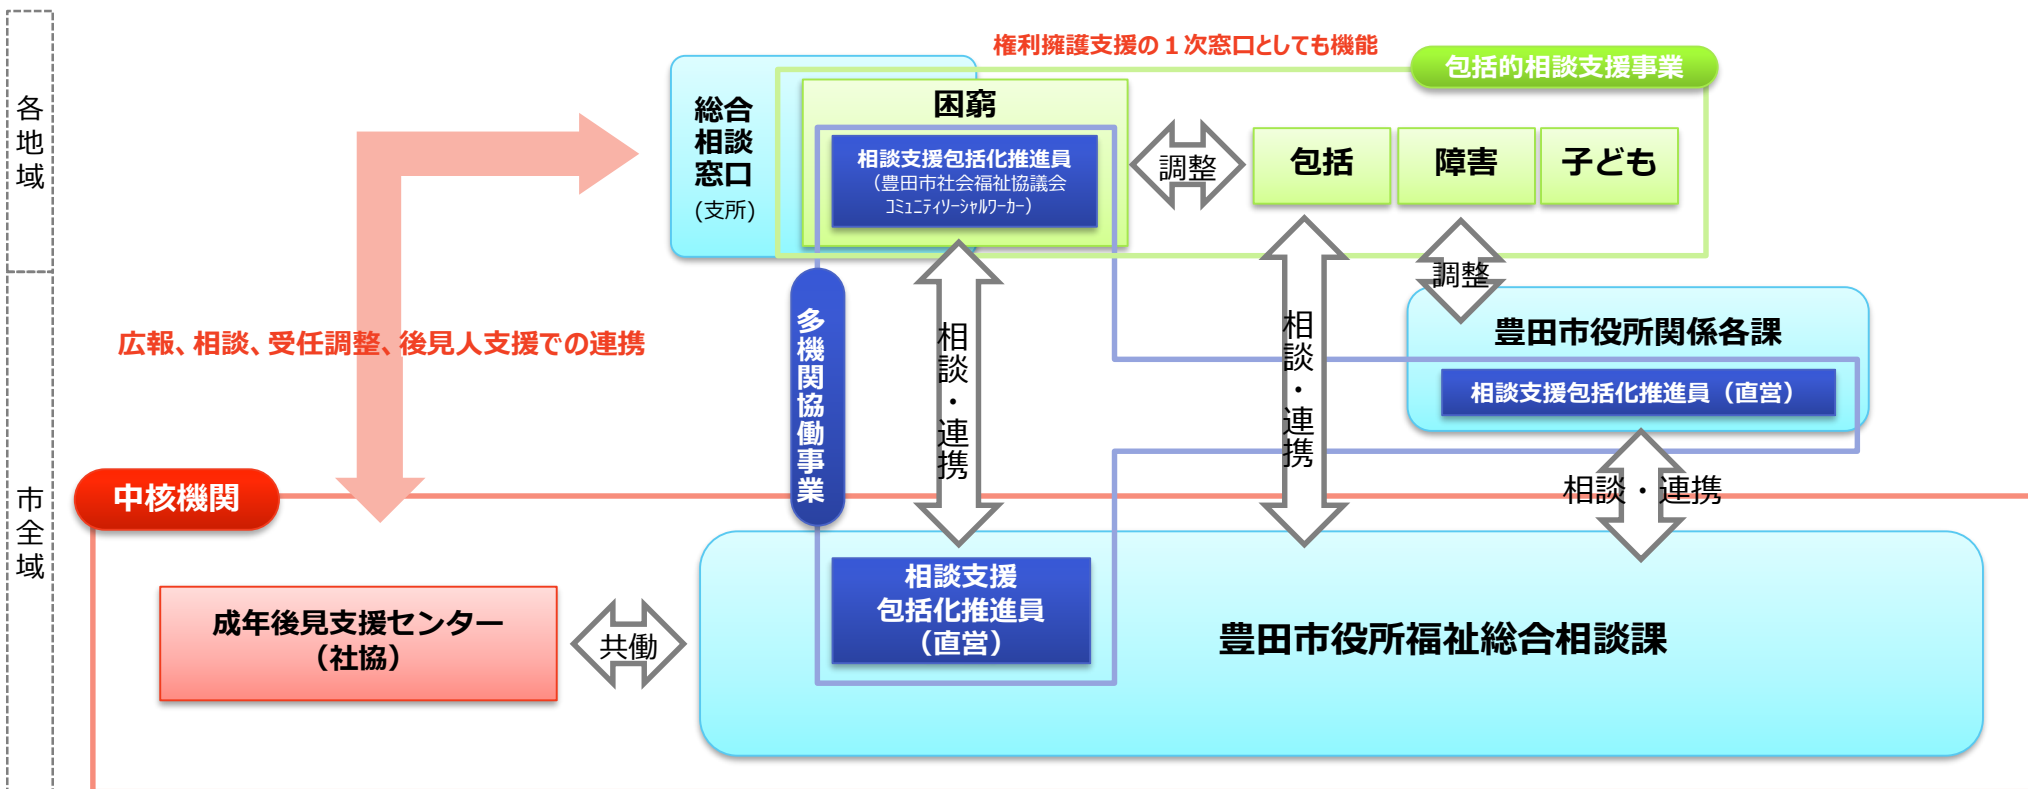 各地域
権利擁護支援の１次窓口としても機能
包括的相談支援事業
総合
相談
窓口
(支所)
困窮
相談支援包括化推進員
（豊田市社会福祉協議会
コミュニティソーシャルワーカー）
調整
包括
障害
子ども
調整
広報、相談、受任調整、後見人支援での連携
多機関協働事業
相談・連携
相談・連携
豊田市役所関係各課
相談支援包括化推進員（直営）
相談・連携
市全域
中核機関
成年後見支援センター
（社協）
共働
相談支援
包括化推進員
（直営）
豊田市役所福祉総合相談課